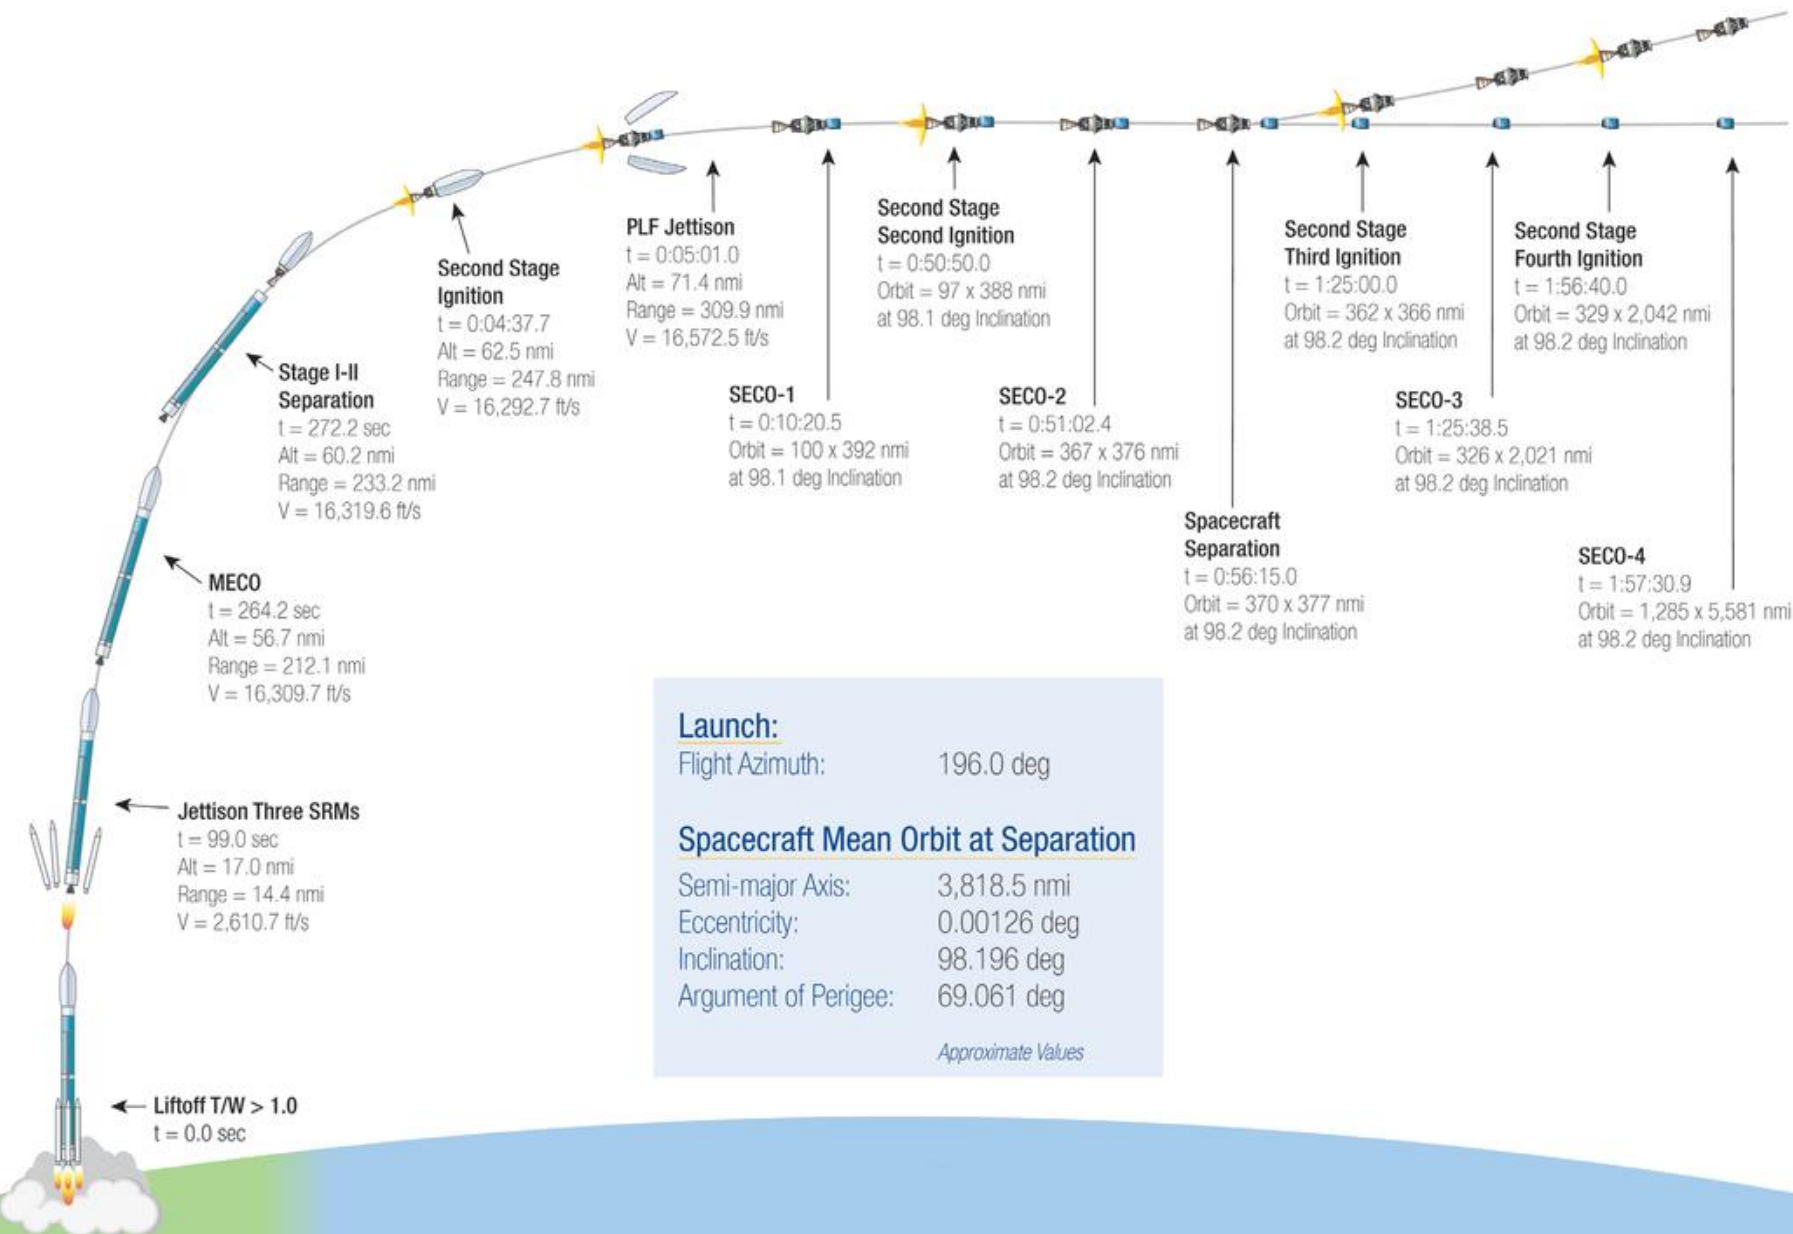 Liftoff T/W > 1.0
t = 0.0 sec
Jettison Three SRMs
t = 99.0 sec
Alt = 17.0 nmi
Range = 14.4 nmi
V = 2,610.7 ft/s
MECO
t = 264.2 sec
Alt = 56.7 nmi
Range = 212.1 nmi
V = 16,309.7 ft/s
Stage I-II
Separation
t = 272.2 sec
Alt = 60.2 nmi
Range = 233.2 nmi
V = 16,319.6 ft/s
Second Stage
Ignition
t = 0:04:37.7
Alt = 62.5 nmi
Range = 247.8 nmi
V = 16,292.7 ft/s
PLF Jettison
t = 0:05:01.0
Alt = 71.4 nmi
Range = 309.9 nmi
V = 16,572.5 ft/s
SECO-1
t = 0:10:20.5
Orbit = 100 x 392 nmi
at 98.1 deg Inclination
Second Stage
Second Ignition
t = 0:50:50.0
Orbit = 97 x 388 nmi
at 98.1 deg Inclination
SECO-2
t = 0:51:02.4
Orbit = 367 x 376 nmi
at 98.2 deg Inclination
Spacecraft
Separation
t = 0:56:15.0
Orbit = 370 x 377 nmi
at 98.2 deg Inclination
Second Stage
Third Ignition
t = 1:25:00.0
Orbit = 362 x 366 nmi
at 98.2 deg Inclination
SECO-3
t = 1:25:38.5
Orbit = 326 x 2,021 nmi
at 98.2 deg Inclination
Second Stage
Fourth Ignition
t = 1:56:40.0
Orbit = 329 x 2,042 nmi
at 98.2 deg Inclination
SECO-4
t = 1:57:30.9
Orbit = 1,285 x 5,581 nmi
at 98.2 deg Inclination
Launch:
Flight Azimuth: 196.0 deg
Spacecraft Mean Orbit at Separation
Semi-major Axis: 3,818.5 nmi
Eccentricity: 0.00126 deg
Inclination: 98.196 deg
Argument of Perigee: 69.061 deg
Approximate Values